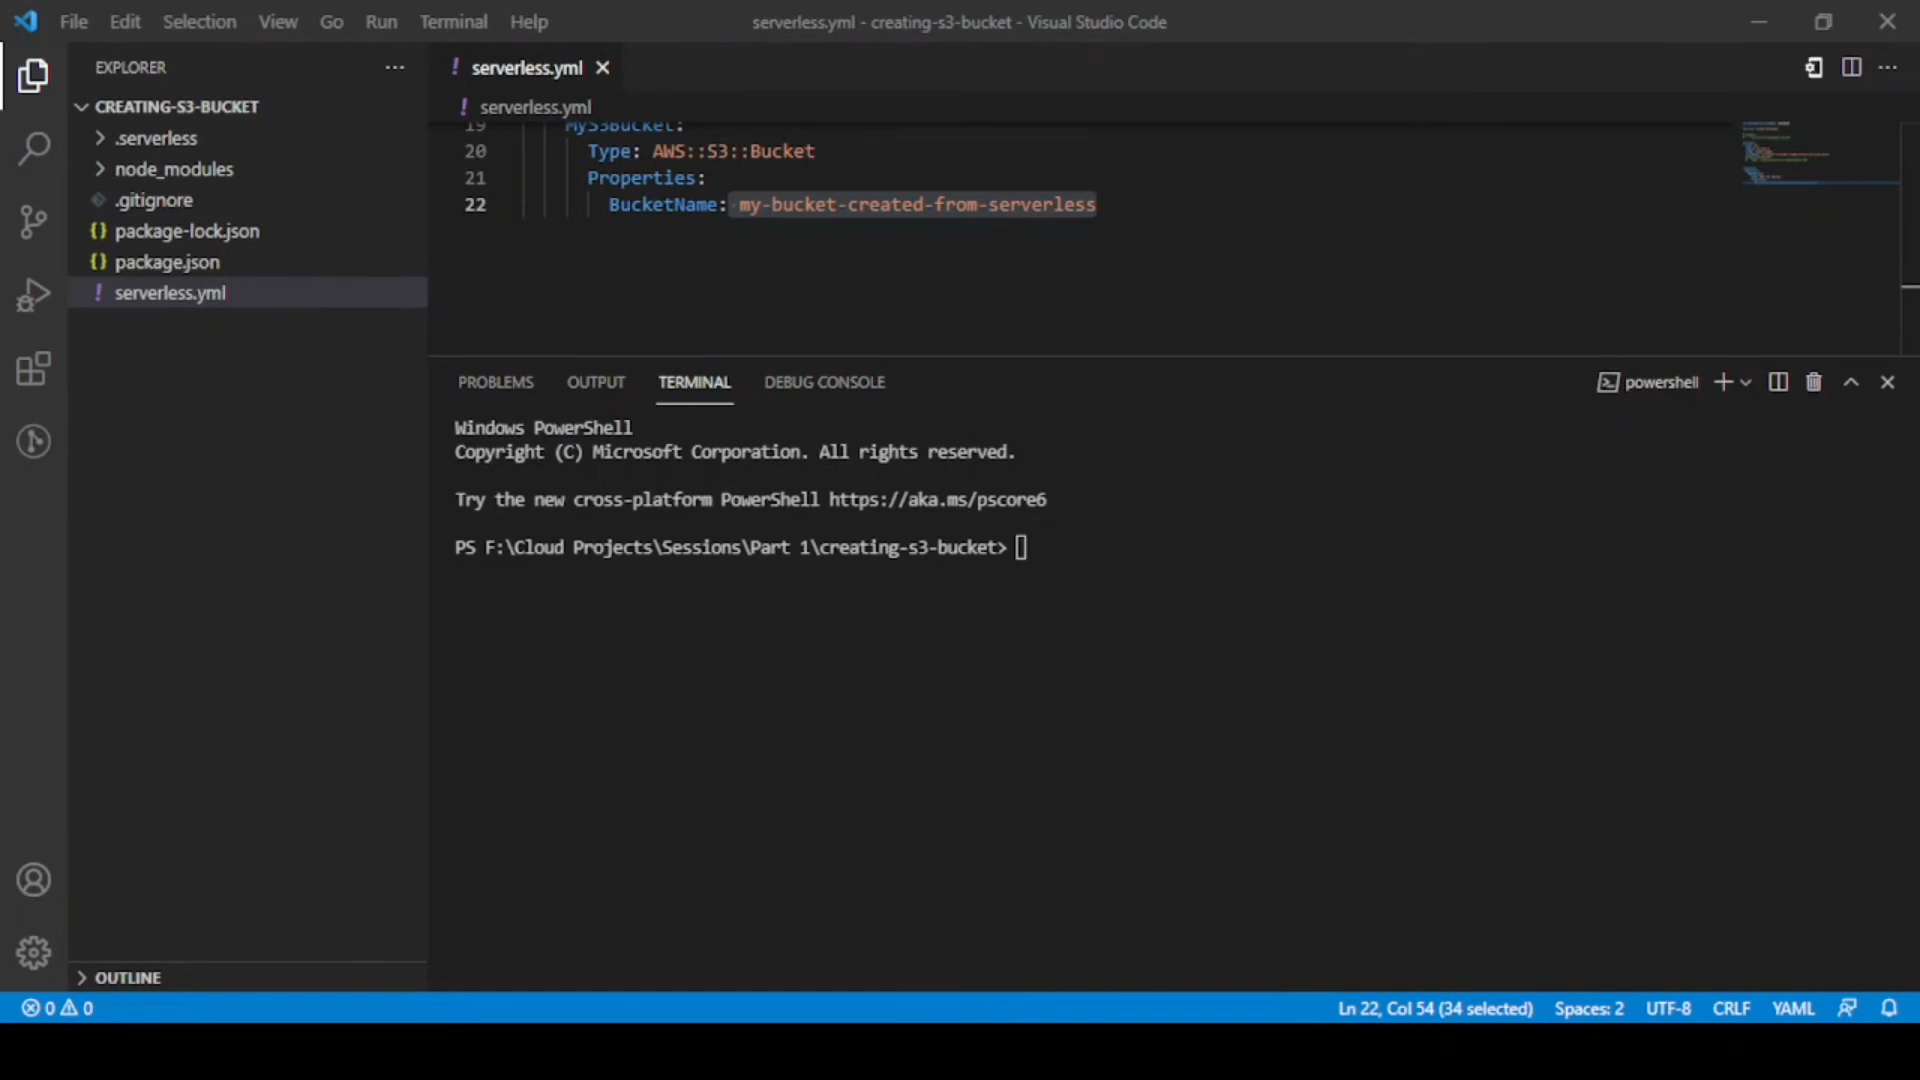 File Edit Selection View Go Run Terminal Help
serverless.yml - creating-s3-bucket - Visual Studio Code
EXPLORER
CREATING-S3-BUCKET
.serverless
node_modules
.gitignore
package-lock.json
package.json
serverless.yml
OUTLINE
serverless.yml
serverless.yml
19 MyS3Bucket:
20 Type: AWS::S3::Bucket
21 Properties:
22 BucketName: my-bucket-created-from-serverless
PROBLEMS OUTPUT TERMINAL DEBUG CONSOLE
powershell
Windows PowerShell
Copyright (C) Microsoft Corporation. All rights reserved.
Try the new cross-platform PowerShell https://aka.ms/pscore6
PS F:\Cloud Projects\Sessions\Part 1\creating-s3-bucket>
0 0
Ln 22, Col 54 (34 selected) Spaces: 2 UTF-8 CRLF YAML